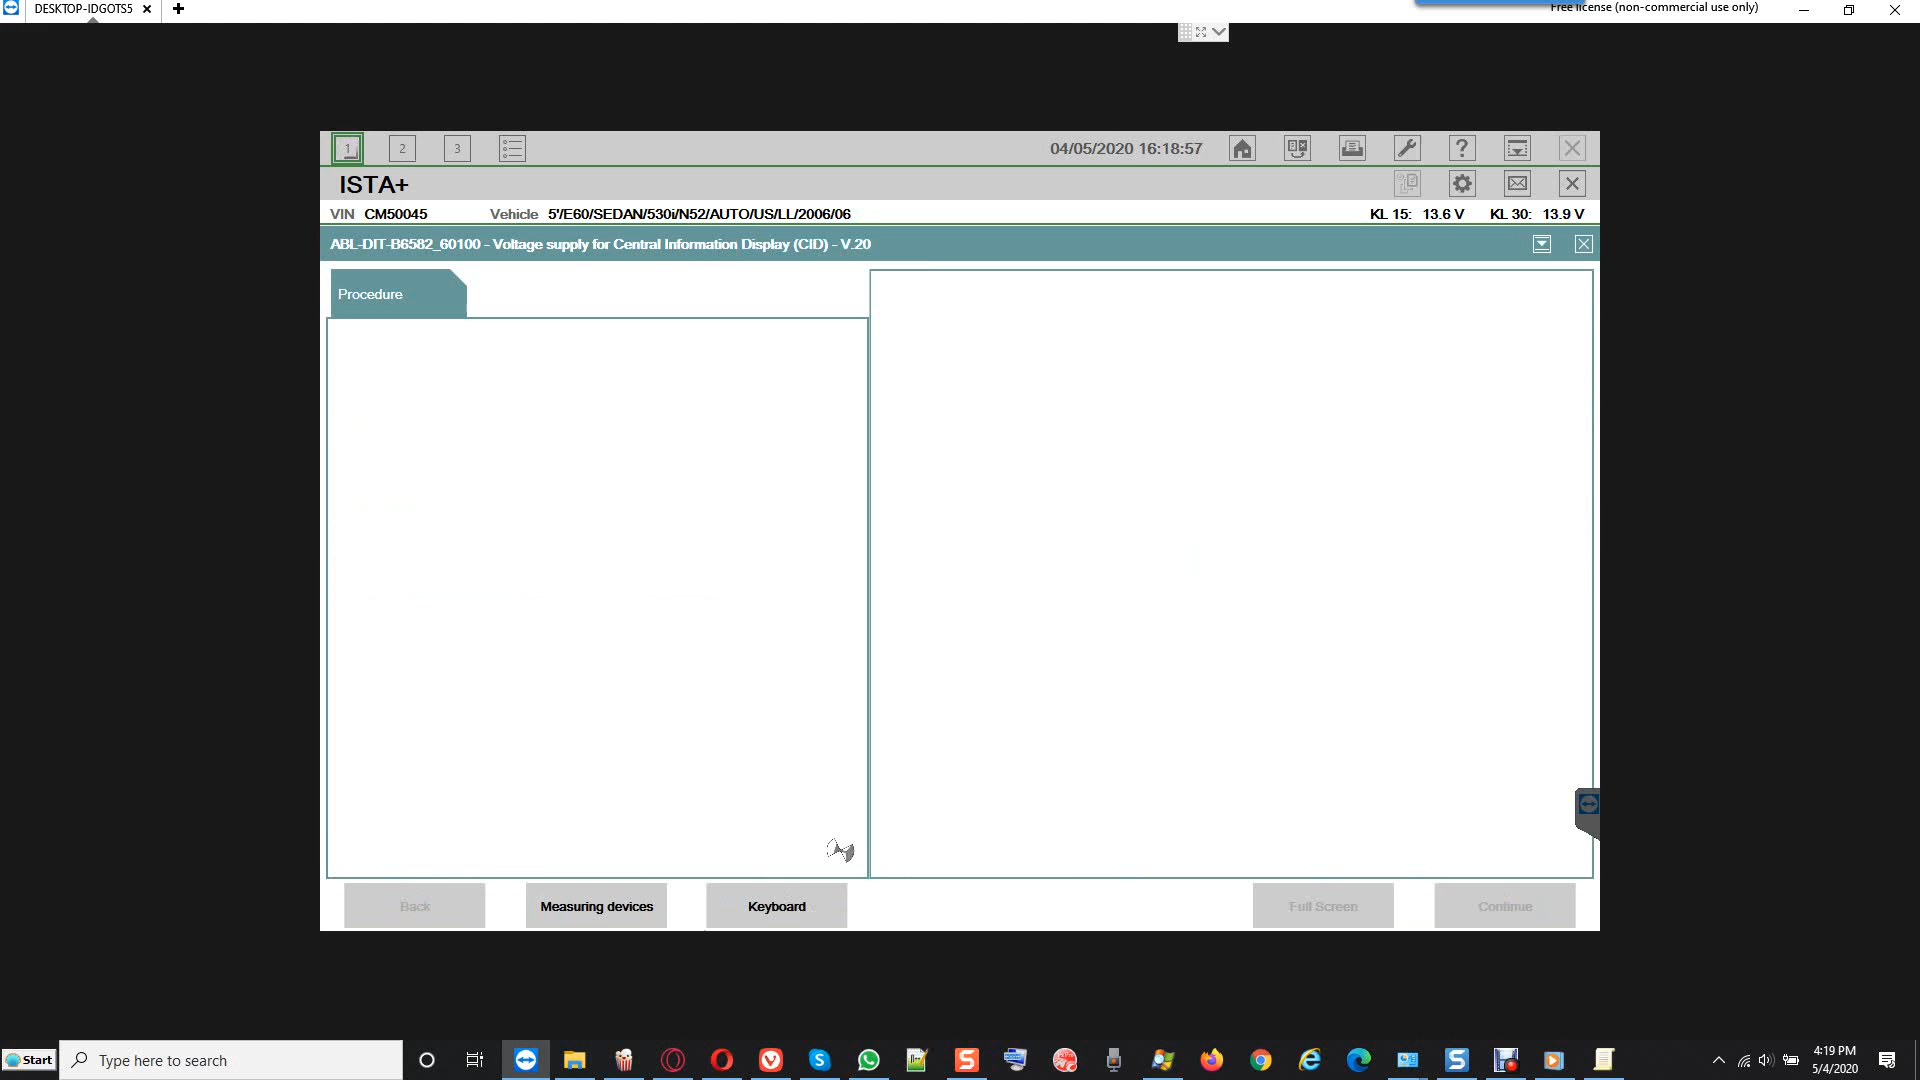 DESKTOP-IDGOTS5
Free license (non-commercial use only)
1 2 3 04/05/2020 16:18:57 ?
ISTA+
VIN CM50045 Vehicle 5'/E60/SEDAN/530i/N52/AUTO/US/LL/2006/06 KL 15: 13.6 V KL 30: 13.9 V
ABL-DIT-B6582_60100 - Voltage supply for Central Information Display (CID) - V.20
Procedure
Back Measuring devices Keyboard Full Screen Continue
Start Type here to search
4:19 PM
5/4/2020